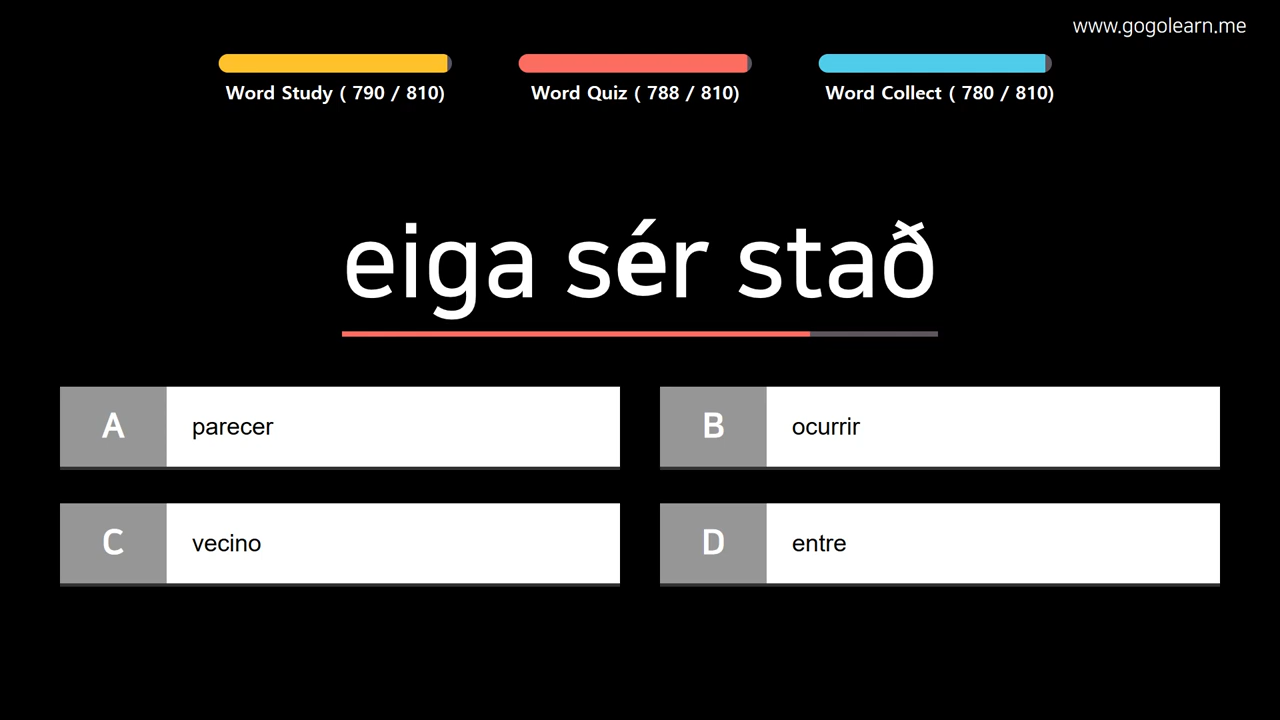 www.gogolearn.me
Word Study ( 790 / 810)
Word Quiz ( 788 / 810)
Word Collect ( 780 / 810)
eiga sér stað
A parecer
B ocurrir
C vecino
D entre